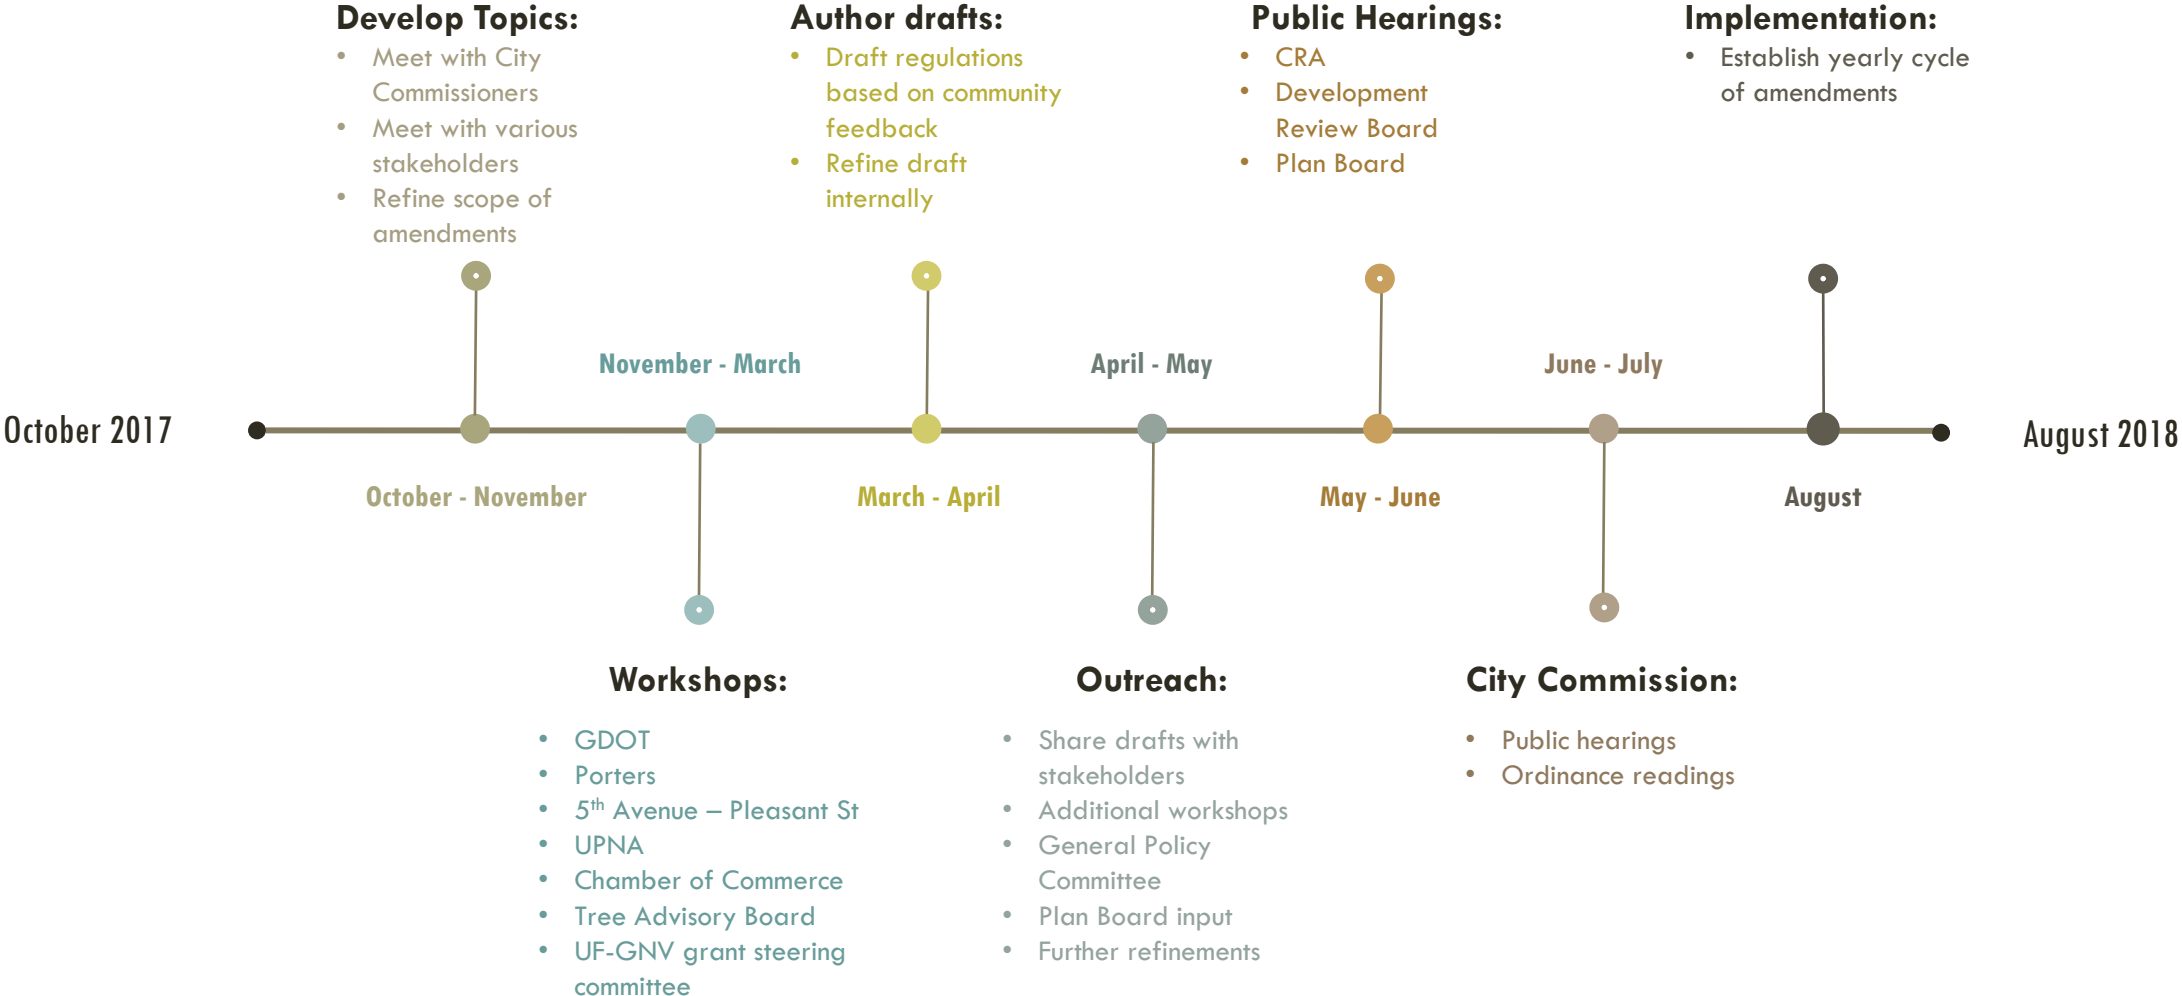 Develop Topics:
• Meet with City
Commissioners
• Meet with various
stakeholders
• Refine scope of
amendments
Author drafts:
• Draft regulations
based on community
feedback
• Refine draft
internally
Public Hearings:
• CRA
• Development
Review Board
• Plan Board
Implementation:
• Establish yearly cycle
of amendments
November - March
April - May
June - July
October 2017
August 2018
October - November
March - April
May - June
August
Workshops:
• GDOT
• Porters
• 5th Avenue – Pleasant St
• UPNA
• Chamber of Commerce
• Tree Advisory Board
• UF-GNV grant steering
committee
Outreach:
• Share drafts with
stakeholders
• Additional workshops
• General Policy
Committee
• Plan Board input
• Further refinements
City Commission:
• Public hearings
• Ordinance readings